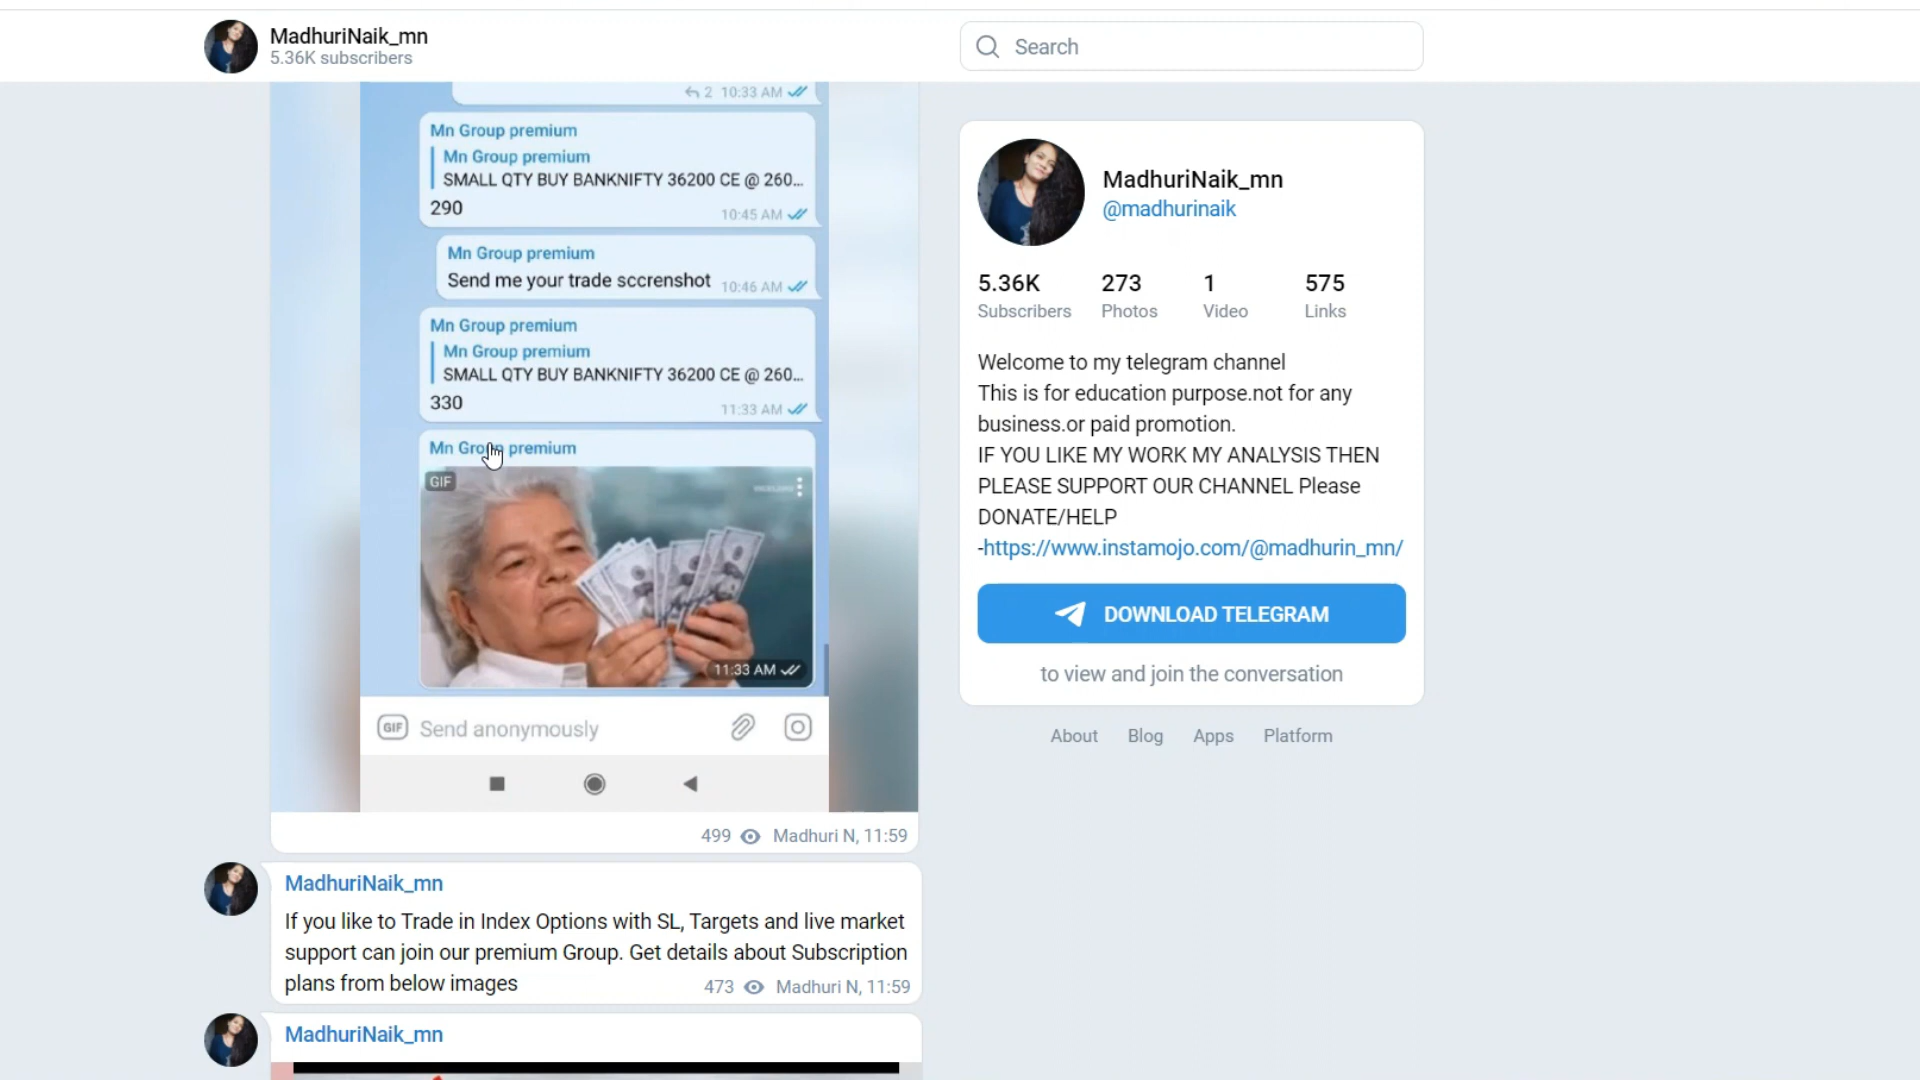 MadhuriNaik_mn
5.36K subscribers
Search
2 10:33 AM
Mn Group premium
Mn Group premium
SMALL QTY BUY BANKNIFTY 36200 CE @ 260...
290
10:45 AM
Mn Group premium
Send me your trade sccrenshot
10:46 AM
Mn Group premium
Mn Group premium
SMALL QTY BUY BANKNIFTY 36200 CE @ 260...
330
11:33 AM
Mn Group premium
GIF
11:33 AM
GIF Send anonymously
499 Madhuri N, 11:59
MadhuriNaik_mn
If you like to Trade in Index Options with SL, Targets and live market
support can join our premium Group. Get details about Subscription
plans from below images
473 Madhuri N, 11:59
MadhuriNaik_mn
MadhuriNaik_mn
@madhurinaik
5.36K 273 1 575
Subscribers Photos Video Links
Welcome to my telegram channel
This is for education purpose.not for any
business.or paid promotion.
IF YOU LIKE MY WORK MY ANALYSIS THEN
PLEASE SUPPORT OUR CHANNEL Please
DONATE/HELP
-https://www.instamojo.com/@madhurin_mn/
DOWNLOAD TELEGRAM
to view and join the conversation
About Blog Apps Platform